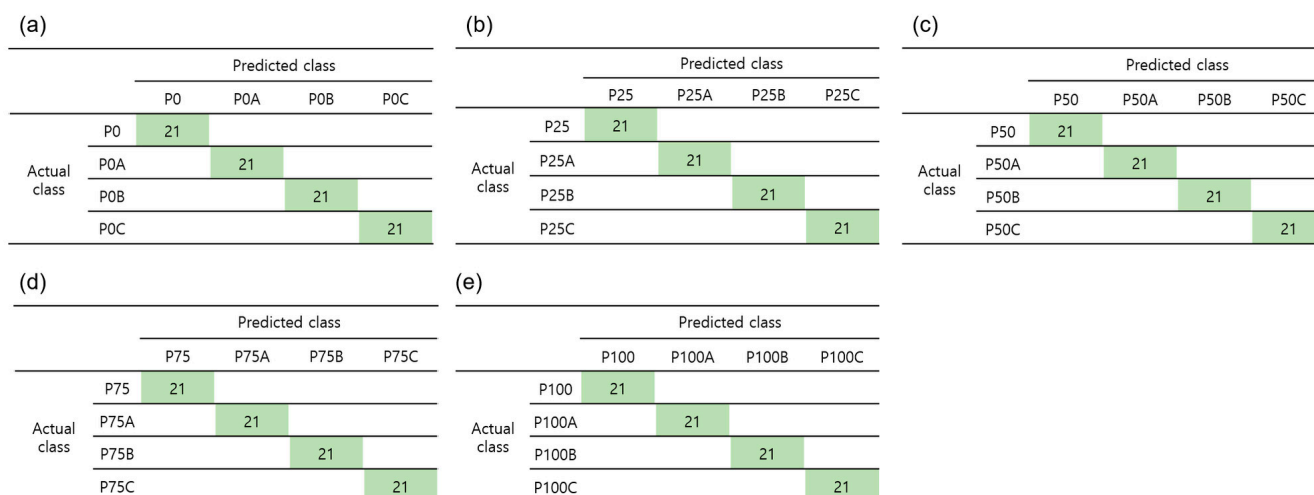 (a)
Predicted class
P0 P0A P0B P0C
Actual class
P0 21
P0A 21
P0B 21
P0C 21
(b)
Predicted class
P25 P25A P25B P25C
Actual class
P25 21
P25A 21
P25B 21
P25C 21
(c)
Predicted class
P50 P50A P50B P50C
Actual class
P50 21
P50A 21
P50B 21
P50C 21
(d)
Predicted class
P75 P75A P75B P75C
Actual class
P75 21
P75A 21
P75B 21
P75C 21
(e)
Predicted class
P100 P100A P100B P100C
Actual class
P100 21
P100A 21
P100B 21
P100C 21